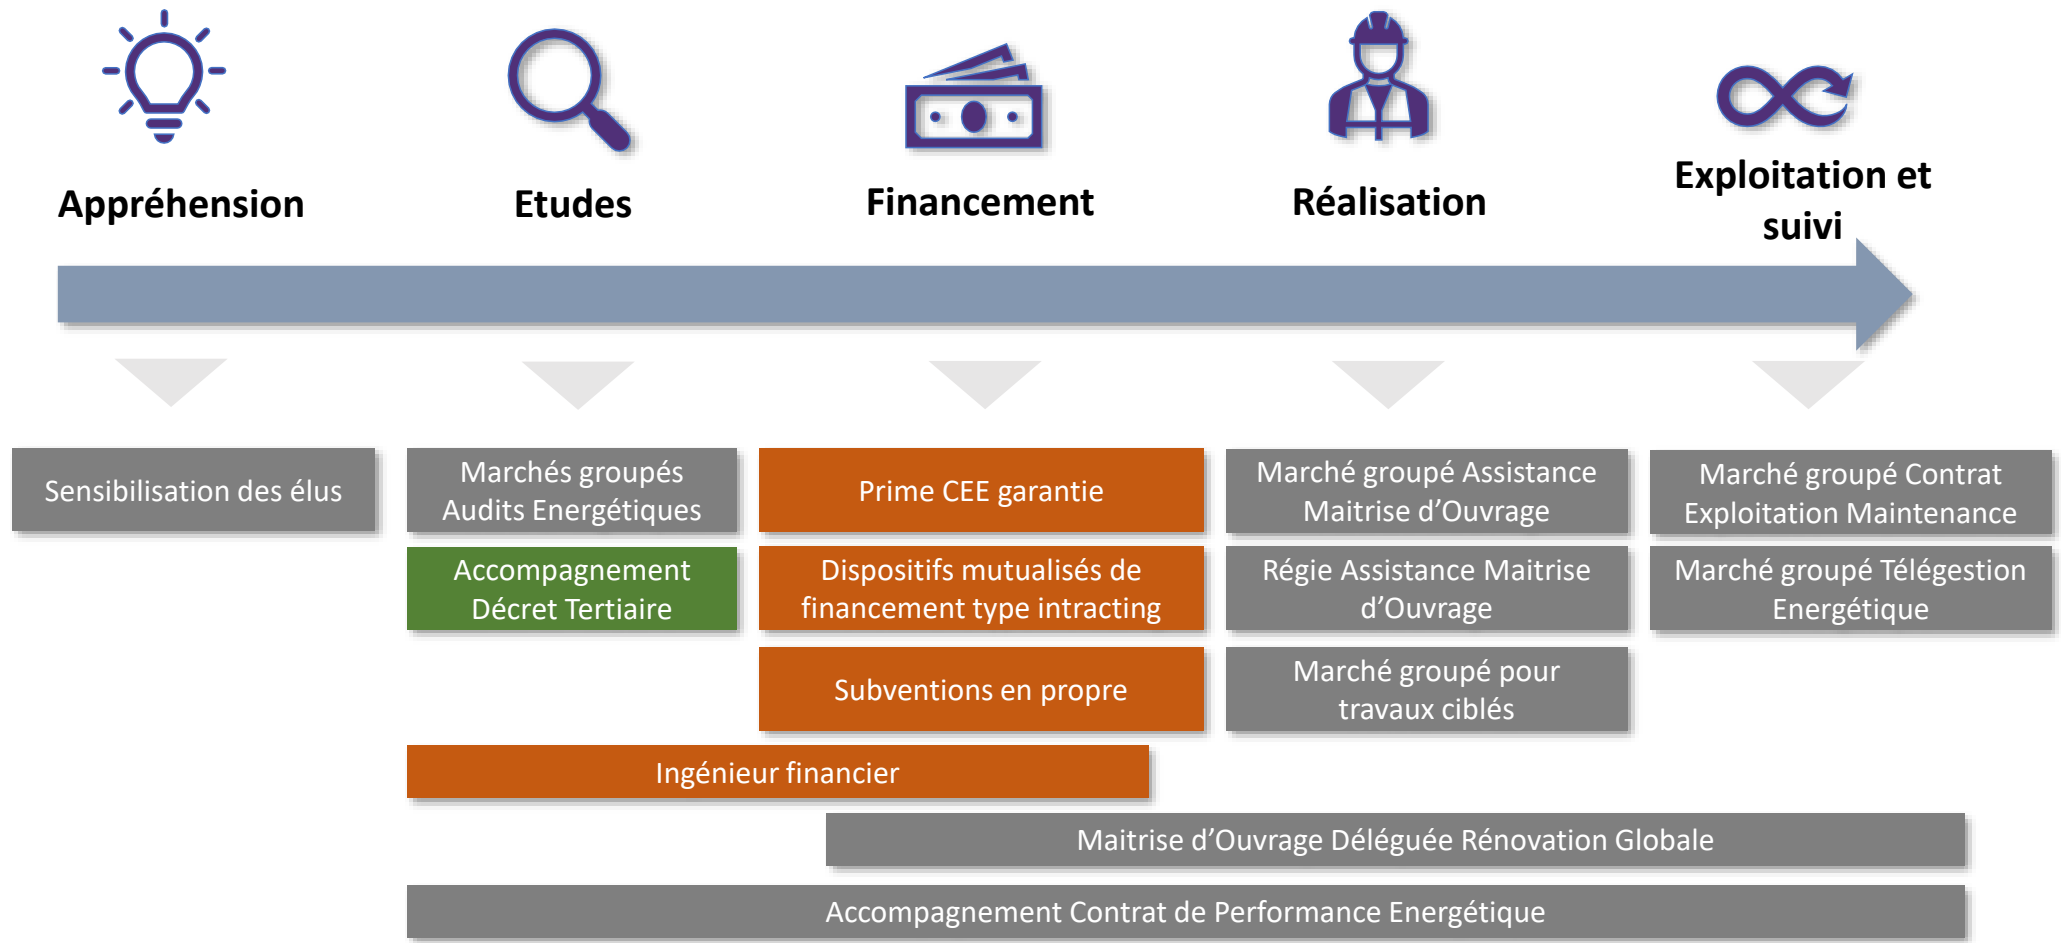 Appréhension
Etudes
Financement
Réalisation
Exploitation et
suivi
Sensibilisation des élus
Marchés groupés
Audits Energétiques
Accompagnement
Décret Tertiaire
Prime CEE garantie
Dispositifs mutualisés de
financement type intracting
Subventions en propre
Marché groupé Assistance
Maitrise d’Ouvrage
Régie Assistance Maitrise
d’Ouvrage
Marché groupé pour
travaux ciblés
Marché groupé Contrat
Exploitation Maintenance
Marché groupé Télégestion
Energétique
Ingénieur financier
Maitrise d’Ouvrage Déléguée Rénovation Globale
Accompagnement Contrat de Performance Energétique